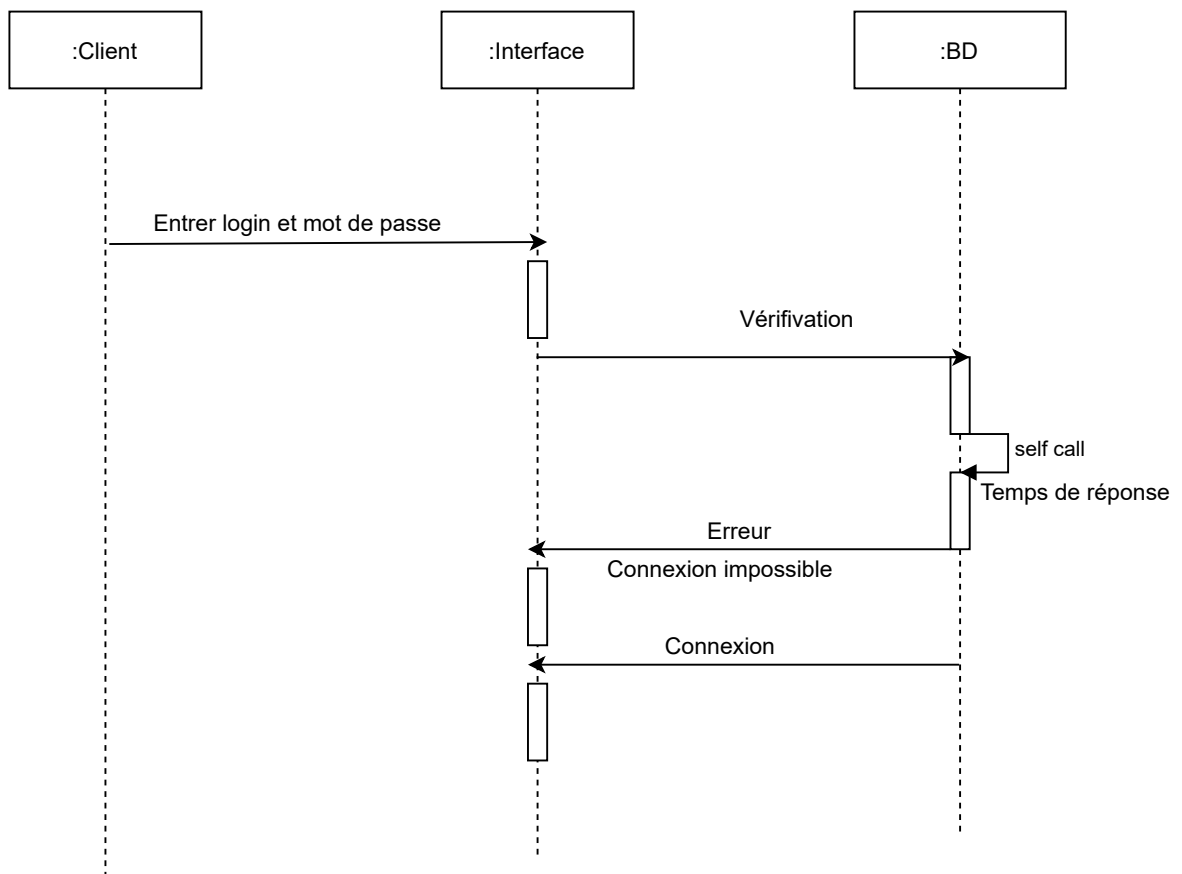 :Client
:Interface
:BD
Entrer login et mot de passe
Vérifivation
self call
Temps de réponse
Erreur
Connexion impossible
Connexion